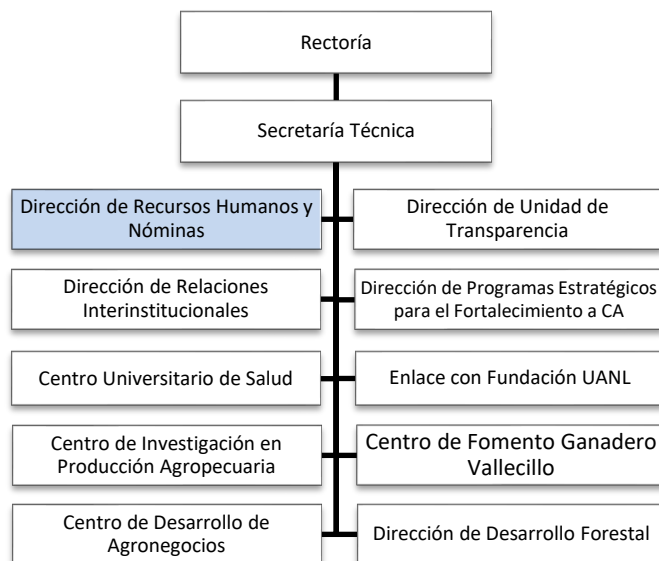 Rectoría
Secretaría Técnica
Dirección de Recursos Humanos y
Nóminas
Dirección de Unidad de
Transparencia
Dirección de Relaciones
Interinstitucionales
Dirección de Programas Estratégicos
para el Fortalecimiento a CA
Centro Universitario de Salud
Enlace con Fundación UANL
Centro de Investigación en
Producción Agropecuaria
Centro de Fomento Ganadero
Vallecillo
Centro de Desarrollo de
Agronegocios
Dirección de Desarrollo Forestal